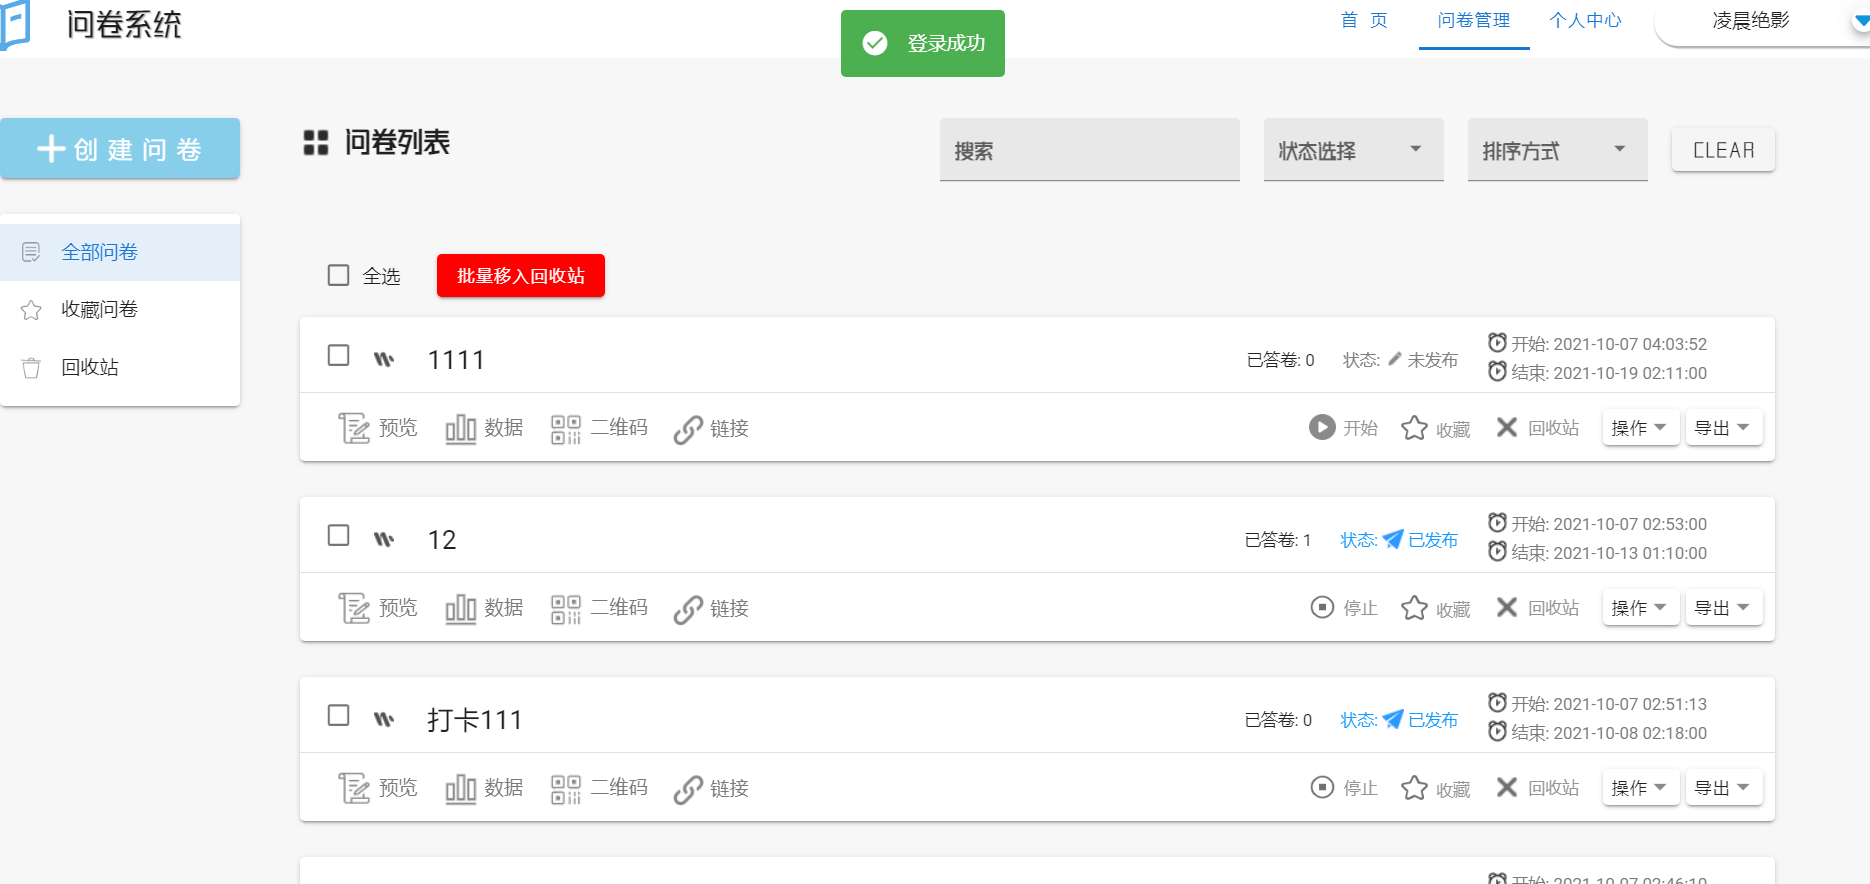 问卷系统
首 页
问卷管理
个人中心
凌晨绝影
登录成功
创建问卷
全部问卷
收藏问卷
回收站
问卷列表
搜索
状态选择
排序方式
CLEAR
全选
批量移入回收站
1111
已答卷: 0
状态: 未发布
开始: 2021-10-07 04:03:52
结束: 2021-10-19 02:11:00
预览
数据
二维码
链接
开始
收藏
回收站
操作
导出
12
已答卷: 1
状态: 已发布
开始: 2021-10-07 02:53:00
结束: 2021-10-13 01:10:00
预览
数据
二维码
链接
停止
收藏
回收站
操作
导出
打卡111
已答卷: 0
状态: 已发布
开始: 2021-10-07 02:51:13
结束: 2021-10-08 02:18:00
预览
数据
二维码
链接
停止
收藏
回收站
操作
导出
开始: 2021-10-07 02:46:10